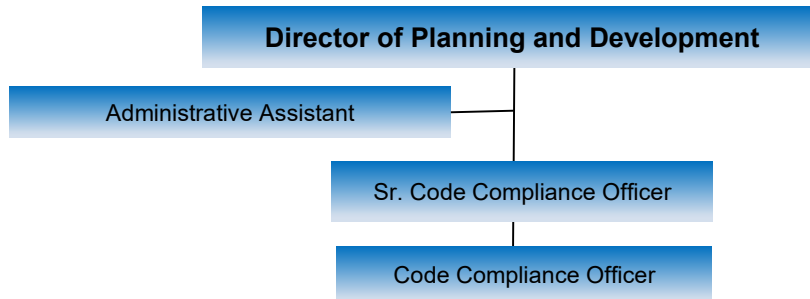 Director of Planning and Development
Administrative Assistant
Sr. Code Compliance Officer
Code Compliance Officer